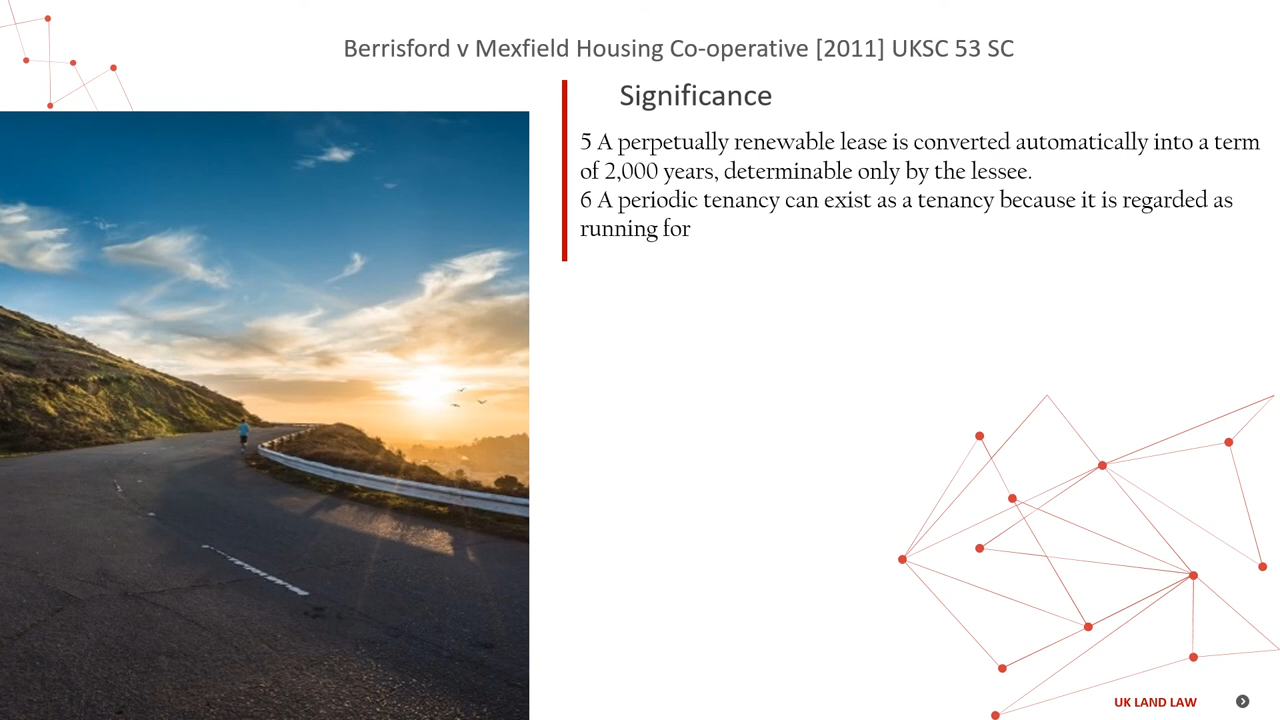 Berrisford v Mexfield Housing Co-operative [2011] UKSC 53 SC
Significance
5 A perpetually renewable lease is converted automatically into a term
of 2,000 years, determinable only by the lessee.
6 A periodic tenancy can exist as a tenancy because it is regarded as
running for
UK LAND LAW